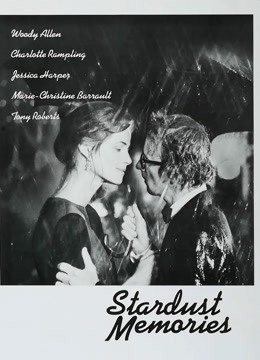 Woody Allen
Charlotte Rampling
Jessica Harper
Marie-Christine Barrault
Tony Roberts
Stardust
Memories